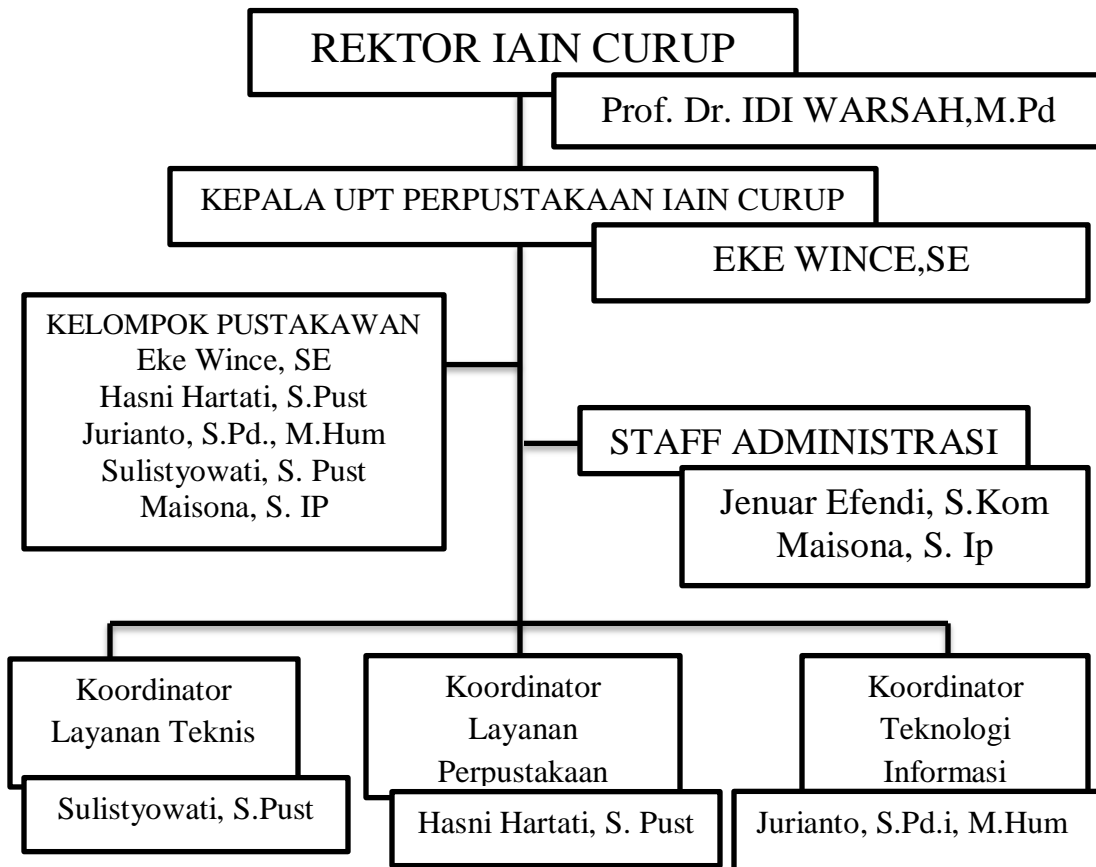 REKTOR IAIN CURUP
Prof. Dr. IDI WARSAH,M.Pd
KEPALA UPT PERPUSTAKAAN IAIN CURUP
EKE WINCE,SE
KELOMPOK PUSTAKAWAN
Eke Wince, SE
Hasni Hartati, S.Pust
Jurianto, S.Pd., M.Hum
Sulistyowati, S. Pust
Maisona, S. IP
STAFF ADMINISTRASI
Jenuar Efendi, S.Kom
Maisona, S. Ip
Koordinator
Layanan Teknis
Sulistyowati, S.Pust
Koordinator
Layanan
Perpustakaan
Hasni Hartati, S. Pust
Koordinator
Teknologi
Informasi
Jurianto, S.Pd.i, M.Hum